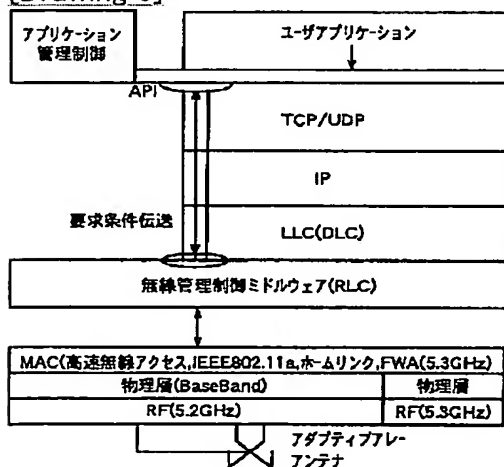 アプリケーション
管理制御
ユーザアプリケーション
API
TCP/UDP
IP
要求条件伝送
LLC(DLC)
無線管理制御ミドルウェア(RLC)
MAC(高速無線アクセス,IEEE802.11a,ホームリンク,FWA(5.3GHz)
物理層(BaseBand)
物理層
RF(5.2GHz)
RF(5.3GHz)
アダプティブアレー
アンテナ